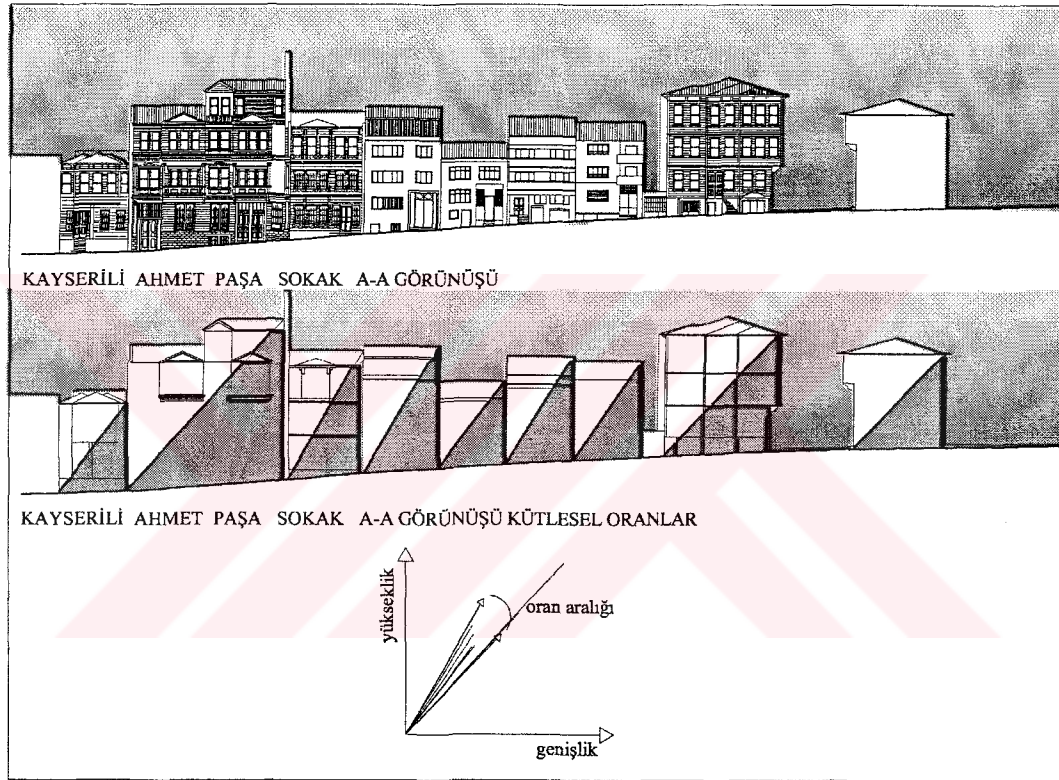 KAYSERİLİ AHMET PAŞA SOKAK A-A GÖRÜNÜŞÜ
KAYSERİLİ AHMET PAŞA SOKAK A-A GÖRÜNÜŞÜ KÜTLESEL ORANLAR
yükseklik
oran aralığı
genişlik